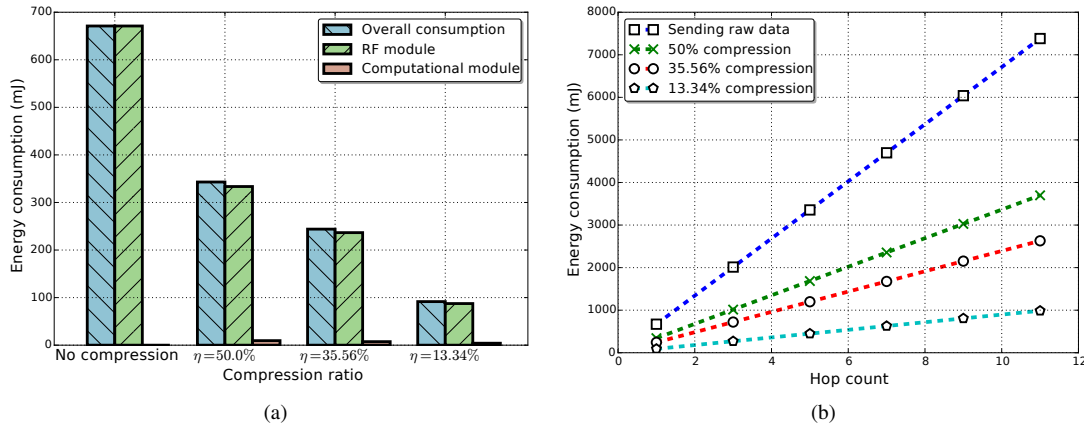 700
600
500
400
300
200
100
0
Energy consumption (mJ)
Overall consumption
RF module
Computational module
No compression
η=50.0%
η=35.56%
η=13.34%
Compression ratio
(a)
8000
7000
6000
5000
4000
3000
2000
1000
0
Energy consumption (mJ)
Sending raw data
50% compression
35.56% compression
13.34% compression
0 2 4 6 8 10 12
Hop count
(b)